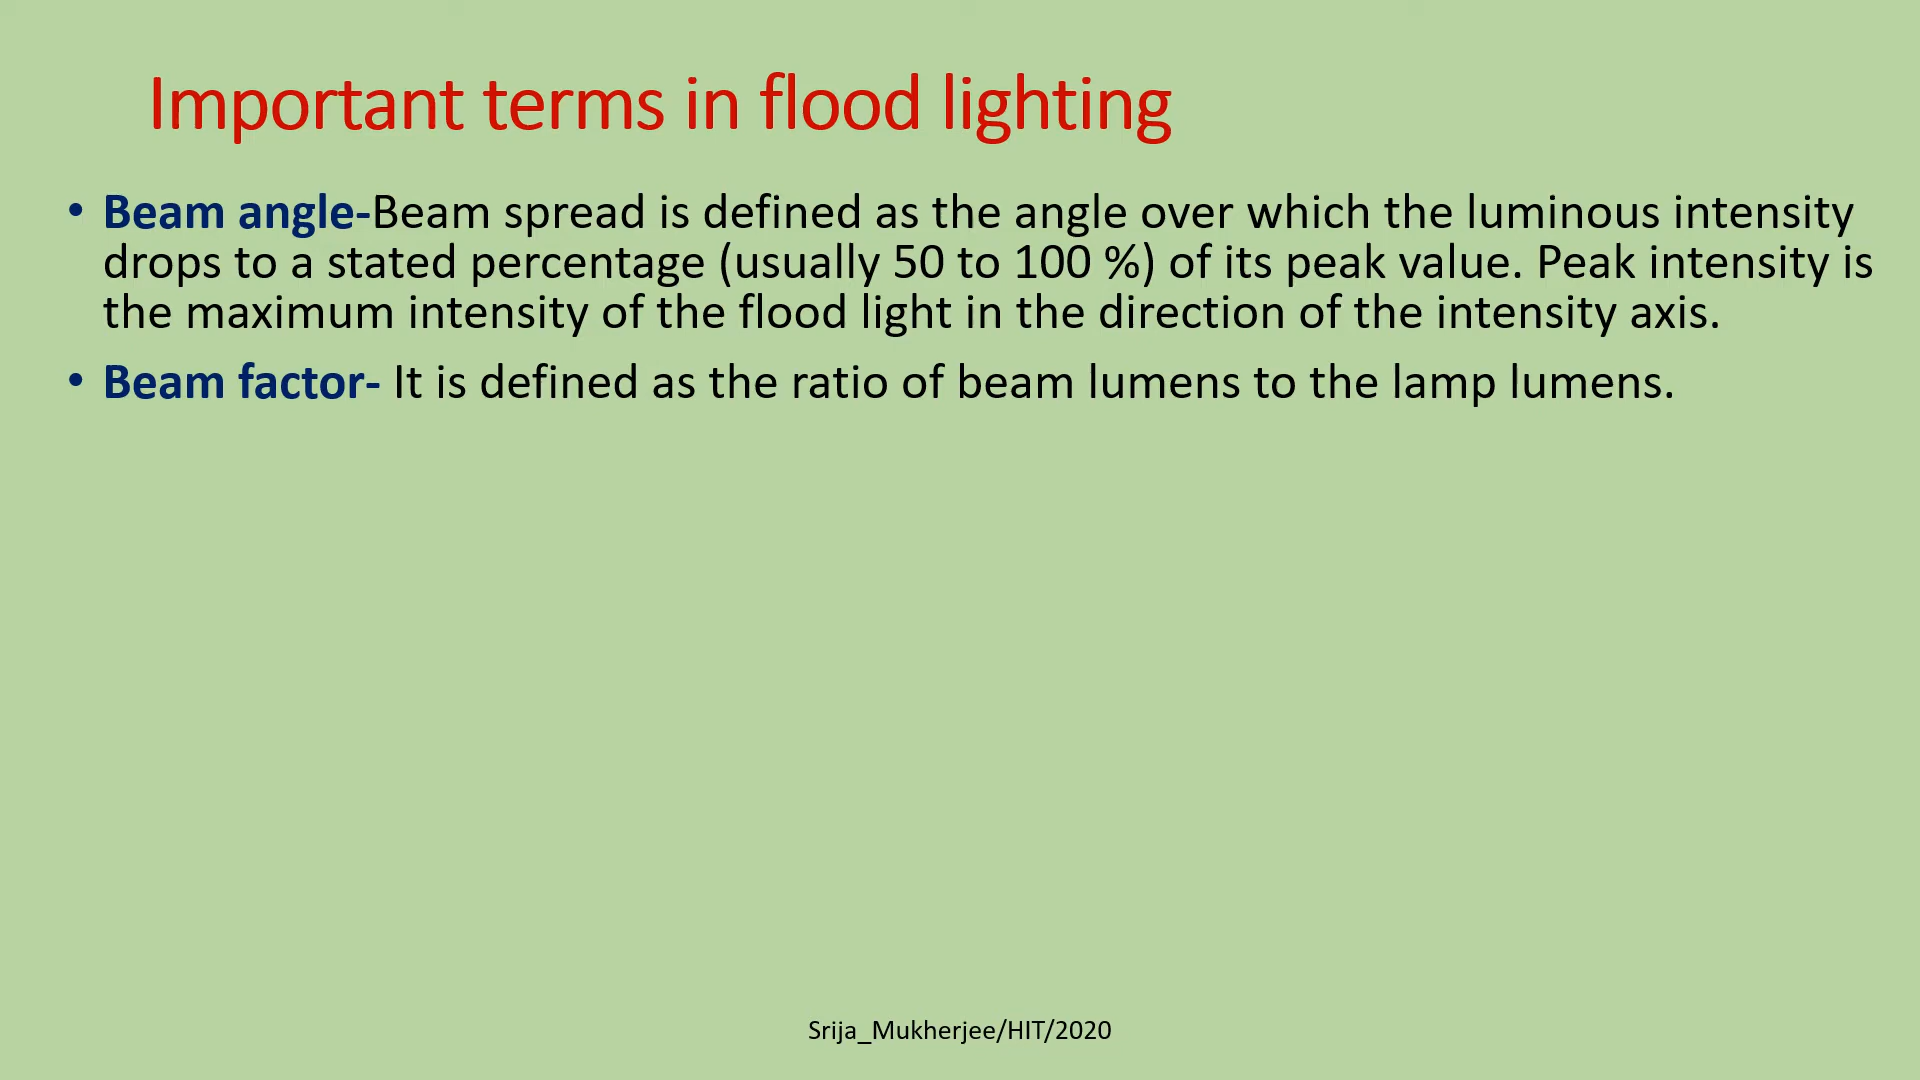 Important terms in flood lighting
• Beam angle-Beam spread is defined as the angle over which the luminous intensity
drops to a stated percentage (usually 50 to 100 %) of its peak value. Peak intensity is
the maximum intensity of the flood light in the direction of the intensity axis.
• Beam factor- It is defined as the ratio of beam lumens to the lamp lumens.
Srija_Mukherjee/HIT/2020